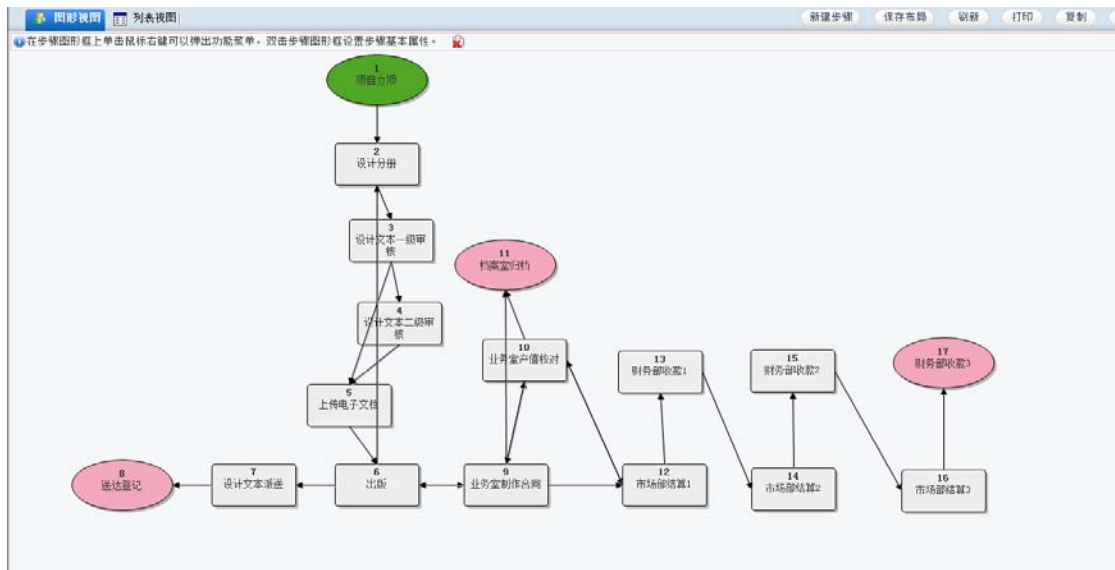 图形视图
列表视图
新建步骤
保存布局
刷新
打印
复制
在步骤图形框上单击鼠标右键可以弹出功能菜单，双击步骤图形框设置步骤基本属性。
1
项目立项
2
设计分册
3
设计文本一级审
核
4
设计文本二级审
核
5
上传电子文档
6
出版
7
设计文本派送
8
送达登记
9
业务室制作合同
10
业务室产值核对
11
档案室归档
12
市场部结算1
13
财务部收款1
14
市场部结算2
15
财务部收款2
16
市场部结算3
17
财务部收款3